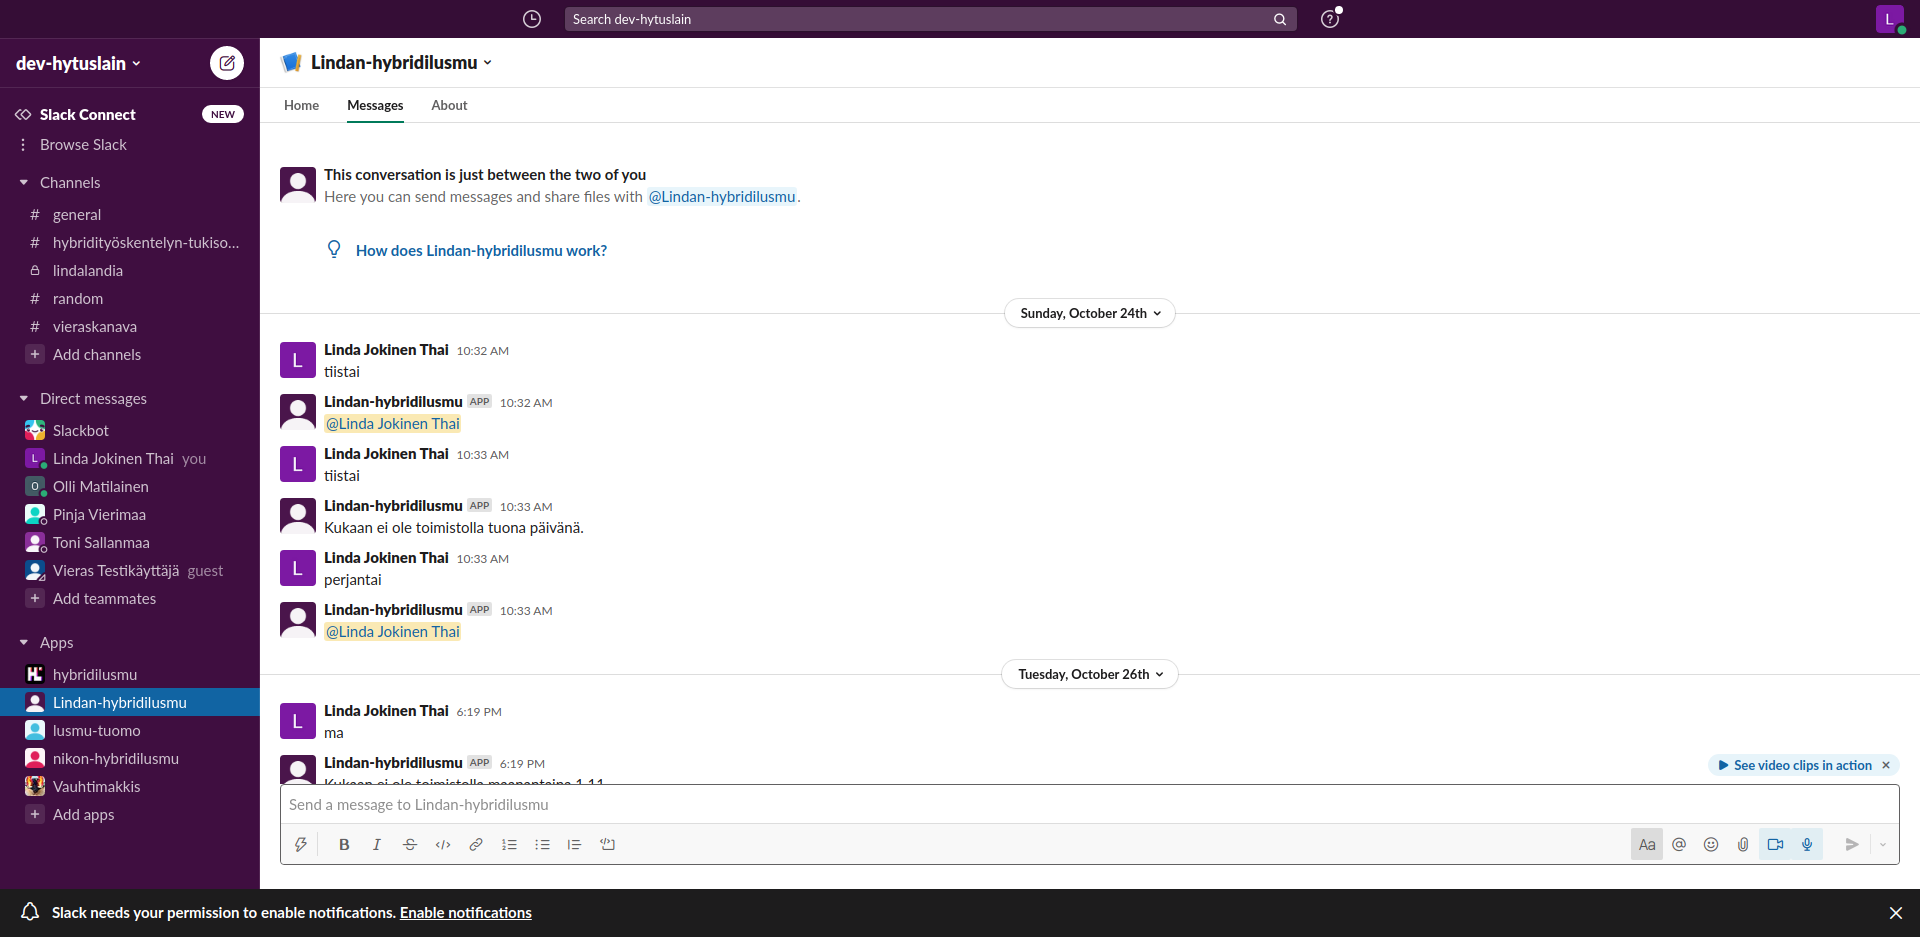 Search dev-hytuslain
L
dev-hytuslain
Slack Connect NEW
Browse Slack
Channels
# general
# hybridityöskentelyn-tukiso...
lindalandia
# random
# vieraskanava
+ Add channels
Direct messages
Slackbot
L Linda Jokinen Thai you
O Olli Matilainen
Pinja Vierimaa
Toni Sallanmaa
Vieras Testikäyttäjä guest
+ Add teammates
Apps
hybridilusmu
Lindan-hybridilusmu
lusmu-tuomo
nikon-hybridilusmu
Vauhtimakkis
+ Add apps
Lindan-hybridilusmu
Home Messages About
This conversation is just between the two of you
Here you can send messages and share files with @Lindan-hybridilusmu.
How does Lindan-hybridilusmu work?
Sunday, October 24th
L Linda Jokinen Thai 10:32 AM
tiistai
Lindan-hybridilusmu APP 10:32 AM
@Linda Jokinen Thai
L Linda Jokinen Thai 10:33 AM
tiistai
Lindan-hybridilusmu APP 10:33 AM
Kukaan ei ole toimistolla tuona päivänä.
L Linda Jokinen Thai 10:33 AM
perjantai
Lindan-hybridilusmu APP 10:33 AM
@Linda Jokinen Thai
Tuesday, October 26th
L Linda Jokinen Thai 6:19 PM
ma
Lindan-hybridilusmu APP 6:19 PM
Kukaan ei ole toimistolla maanantaina 1.11.
See video clips in action
Send a message to Lindan-hybridilusmu
B I S </> Aa @
Slack needs your permission to enable notifications. Enable notifications